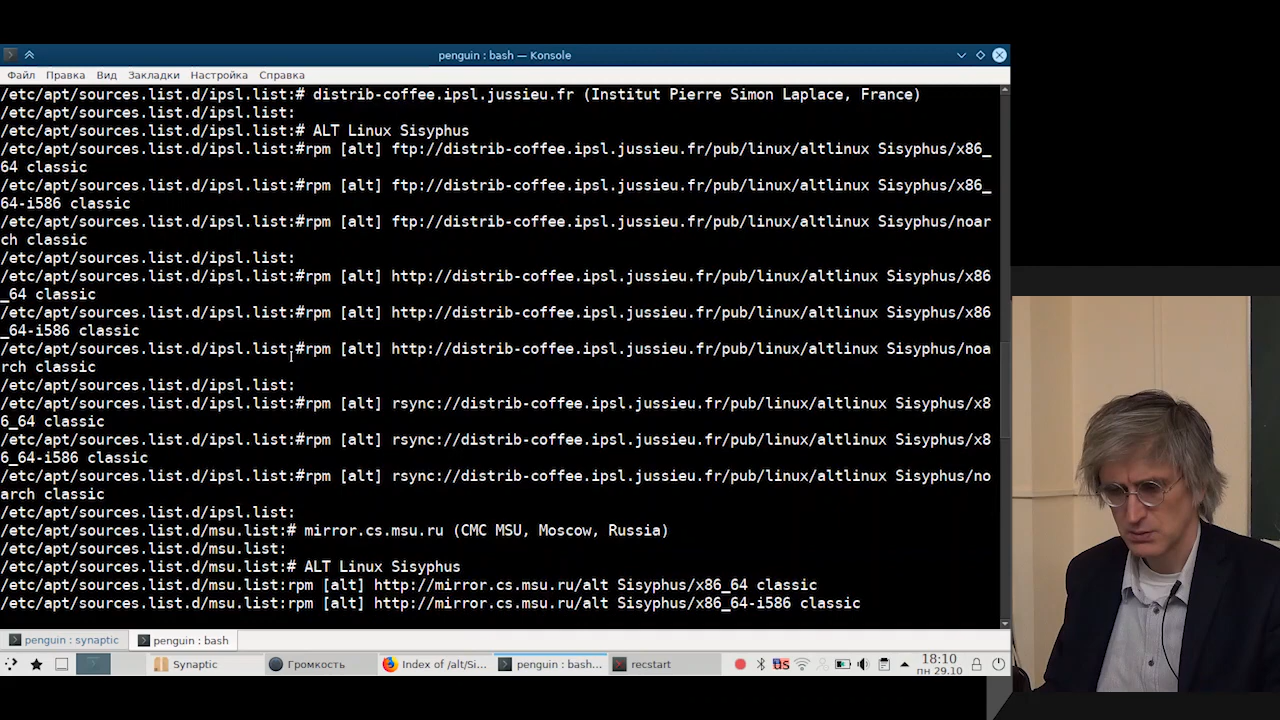 penguin : bash — Konsole
Файл Правка Вид Закладки Настройка Справка
/etc/apt/sources.list.d/ipsl.list:# distrib-coffee.ipsl.jussieu.fr (Institut Pierre Simon Laplace, France)
/etc/apt/sources.list.d/ipsl.list:
/etc/apt/sources.list.d/ipsl.list:# ALT Linux Sisyphus
/etc/apt/sources.list.d/ipsl.list:#rpm [alt] ftp://distrib-coffee.ipsl.jussieu.fr/pub/linux/altlinux Sisyphus/x86_
64 classic
/etc/apt/sources.list.d/ipsl.list:#rpm [alt] ftp://distrib-coffee.ipsl.jussieu.fr/pub/linux/altlinux Sisyphus/x86_
64-i586 classic
/etc/apt/sources.list.d/ipsl.list:#rpm [alt] ftp://distrib-coffee.ipsl.jussieu.fr/pub/linux/altlinux Sisyphus/noar
ch classic
/etc/apt/sources.list.d/ipsl.list:
/etc/apt/sources.list.d/ipsl.list:#rpm [alt] http://distrib-coffee.ipsl.jussieu.fr/pub/linux/altlinux Sisyphus/x86
_64 classic
/etc/apt/sources.list.d/ipsl.list:#rpm [alt] http://distrib-coffee.ipsl.jussieu.fr/pub/linux/altlinux Sisyphus/x86
_64-i586 classic
/etc/apt/sources.list.d/ipsl.list:#rpm [alt] http://distrib-coffee.ipsl.jussieu.fr/pub/linux/altlinux Sisyphus/noa
rch classic
/etc/apt/sources.list.d/ipsl.list:
/etc/apt/sources.list.d/ipsl.list:#rpm [alt] rsync://distrib-coffee.ipsl.jussieu.fr/pub/linux/altlinux Sisyphus/x8
6_64 classic
/etc/apt/sources.list.d/ipsl.list:#rpm [alt] rsync://distrib-coffee.ipsl.jussieu.fr/pub/linux/altlinux Sisyphus/x8
6_64-i586 classic
/etc/apt/sources.list.d/ipsl.list:#rpm [alt] rsync://distrib-coffee.ipsl.jussieu.fr/pub/linux/altlinux Sisyphus/no
arch classic
/etc/apt/sources.list.d/ipsl.list:
/etc/apt/sources.list.d/msu.list:# mirror.cs.msu.ru (CMC MSU, Moscow, Russia)
/etc/apt/sources.list.d/msu.list:
/etc/apt/sources.list.d/msu.list:# ALT Linux Sisyphus
/etc/apt/sources.list.d/msu.list:rpm [alt] http://mirror.cs.msu.ru/alt Sisyphus/x86_64 classic
/etc/apt/sources.list.d/msu.list:rpm [alt] http://mirror.cs.msu.ru/alt Sisyphus/x86_64-i586 classic
penguin : synaptic penguin : bash
Synaptic Громкость Index of /alt/Si... penguin : bash... recstart US 18:10
пн 29.10